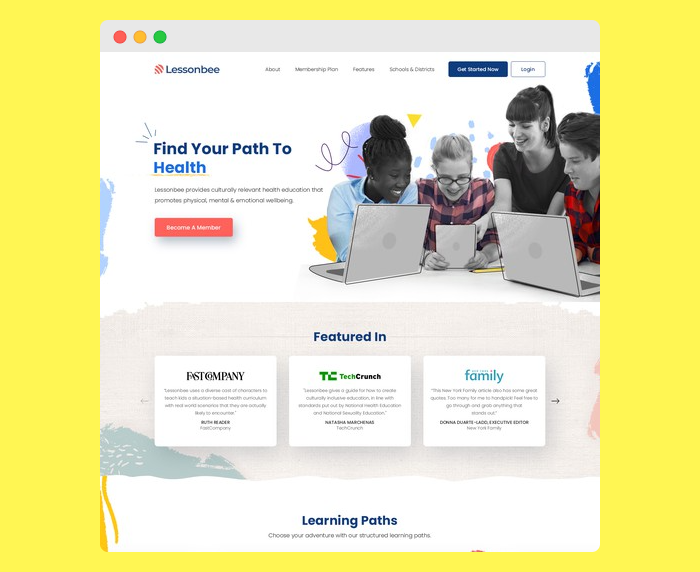 Lessonbee
About Membership Plan Features Schools & Districts Get Started Now Login
Find Your Path To
Health
Lessonbee provides culturally relevant health education that
promotes physical, mental & emotional wellbeing.
Become A Member
Featured In
FAST COMPANY
"Lessonbee uses a diverse cast of characters to
teach kids a situation-based health curriculum
with real world scenarios that they are actually
likely to encounter."
RUTH READER
FastCompany
TC TechCrunch
"Lessonbee gives a guide for how to create
culturally inclusive education, in line with
standards put out by National Health Education
and National Sexuality Education."
NATASHA MARCHENAS
TechCrunch
family
"This New York Family article also has some great
quotes. Too many for me to handpick! Feel free to
go through and grab anything that
stands out."
DONNA DUARTE-LADD, EXECUTIVE EDITOR
New York Family
Learning Paths
Choose your adventure with our structured learning paths.